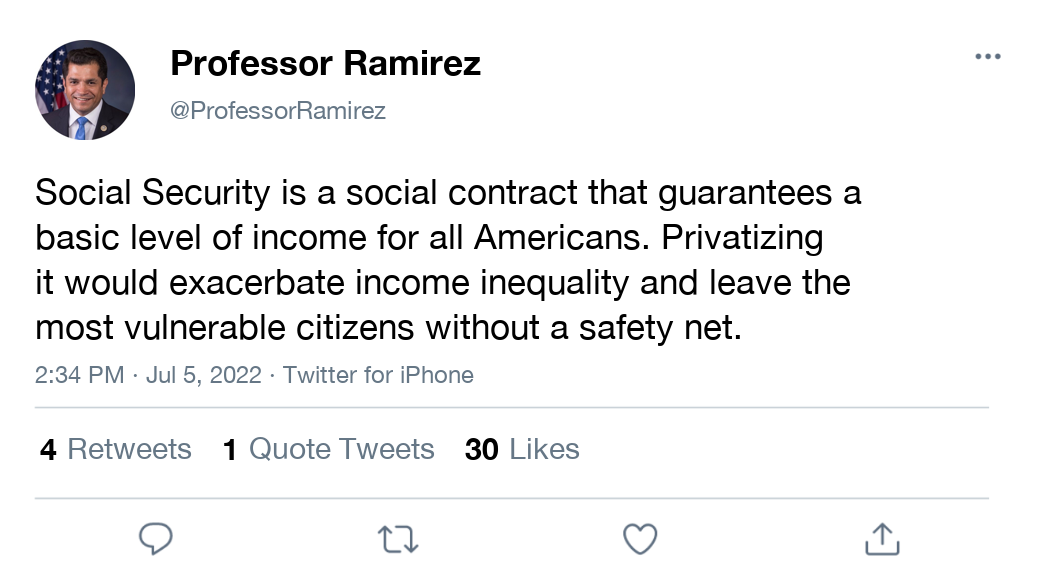 Professor Ramirez
@ProfessorRamirez
Social Security is a social contract that guarantees a
basic level of income for all Americans. Privatizing
it would exacerbate income inequality and leave the
most vulnerable citizens without a safety net.
2:34 PM · Jul 5, 2022 · Twitter for iPhone
4 Retweets 1 Quote Tweets 30 Likes